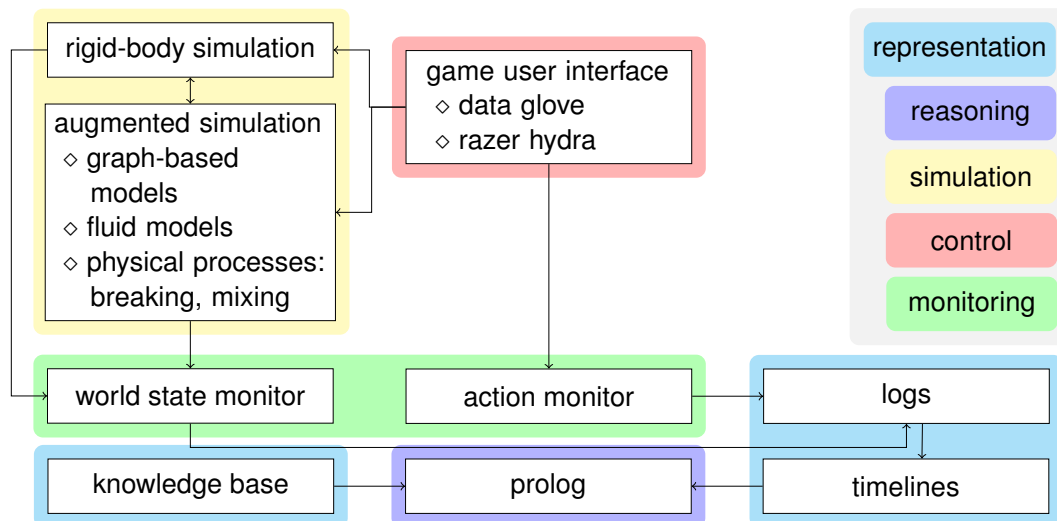 rigid-body simulation
augmented simulation
◇ graph-based
models
◇ fluid models
◇ physical processes:
breaking, mixing
game user interface
◇ data glove
◇ razer hydra
representation
reasoning
simulation
control
monitoring
world state monitor
action monitor
logs
knowledge base
prolog
timelines